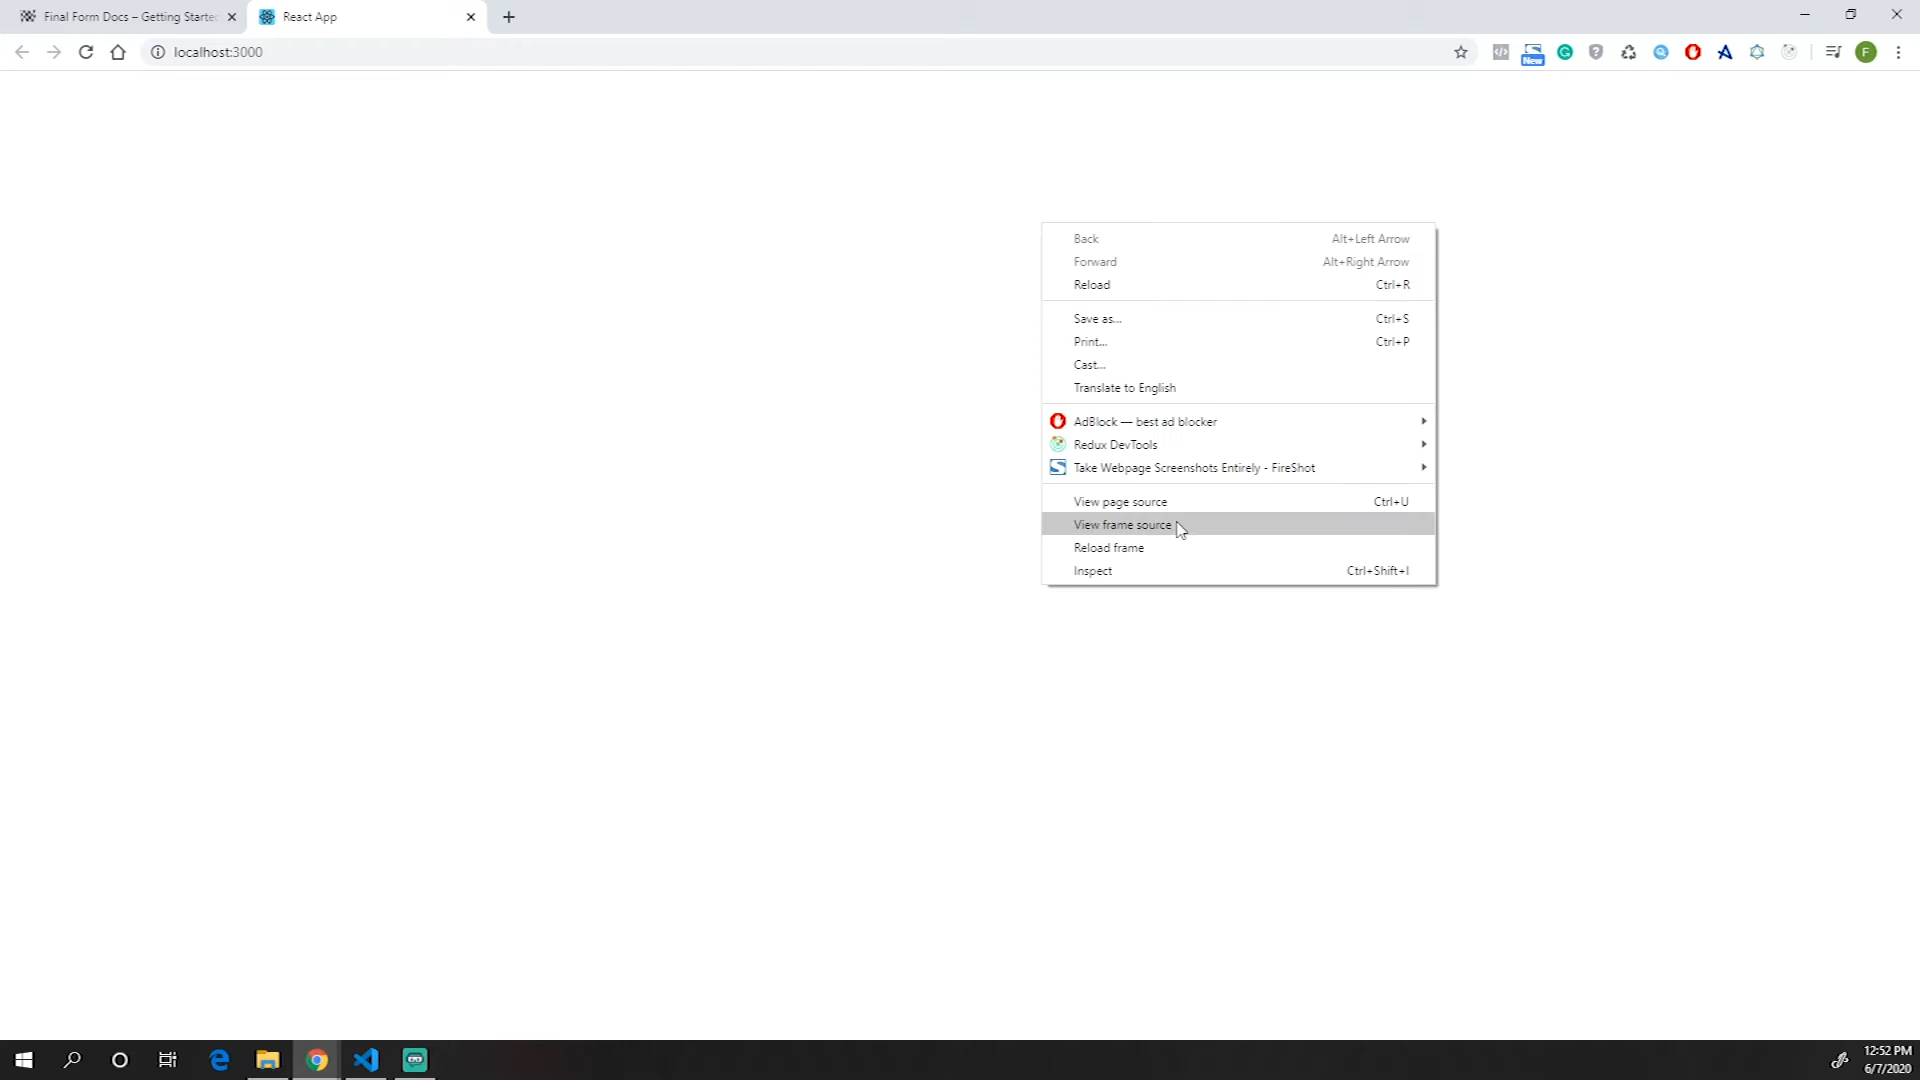 Final Form Docs – Getting Starte
React App
localhost:3000
New
F
Back Alt+Left Arrow
Forward Alt+Right Arrow
Reload Ctrl+R
Save as... Ctrl+S
Print... Ctrl+P
Cast...
Translate to English
AdBlock — best ad blocker
Redux DevTools
Take Webpage Screenshots Entirely - FireShot
View page source Ctrl+U
View frame source
Reload frame
Inspect Ctrl+Shift+I
12:52 PM
6/7/2020